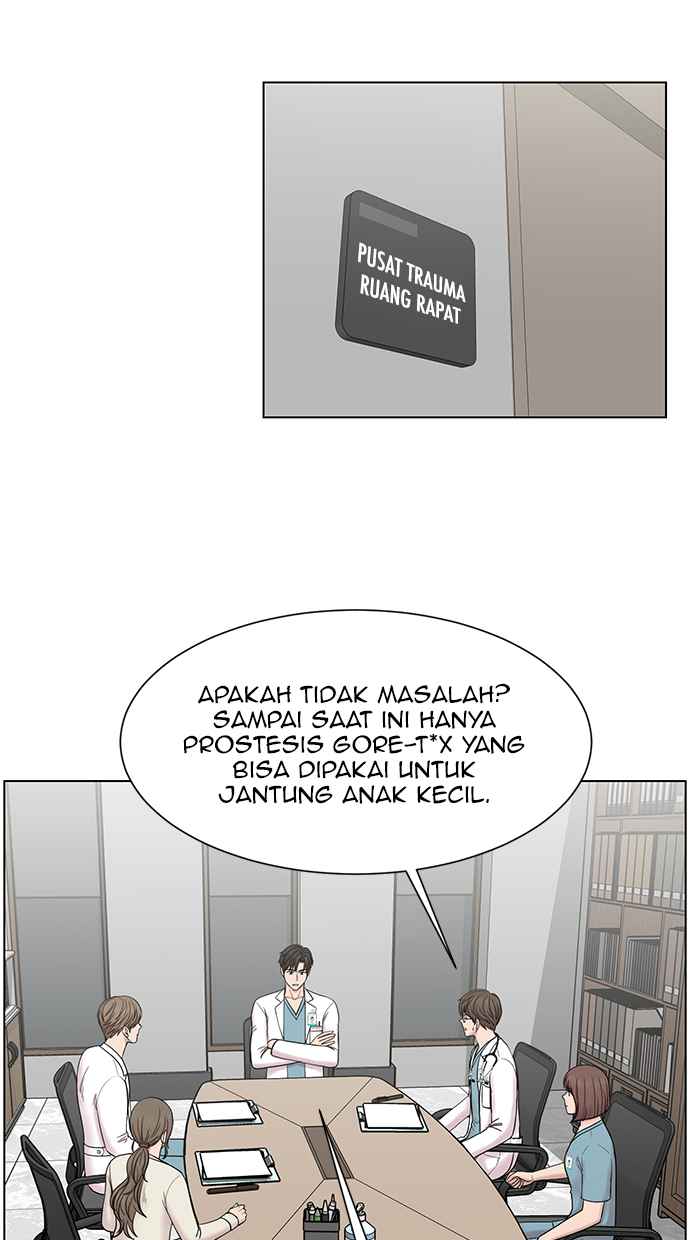 PUSAT TRAUMA
RUANG RAPAT
APAKAH TIDAK MASALAH?
SAMPAI SAAT INI HANYA
PROSTESIS GORE-T*X YANG
BISA DIPAKAI UNTUK
JANTUNG ANAK KECIL.